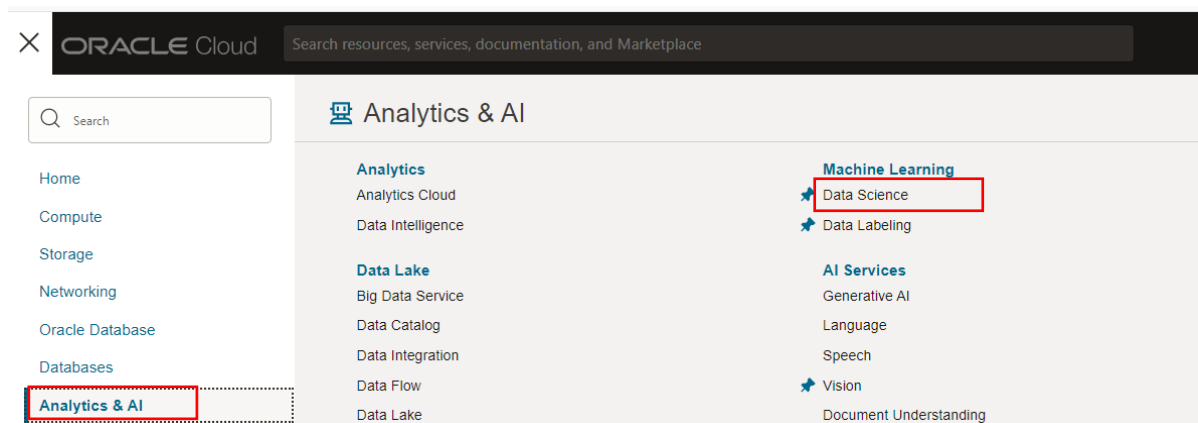 ORACLE Cloud
Search resources, services, documentation, and Marketplace
Search
Home
Compute
Storage
Networking
Oracle Database
Databases
Analytics & AI
Analytics & AI
Analytics
Analytics Cloud
Data Intelligence
Data Lake
Big Data Service
Data Catalog
Data Integration
Data Flow
Data Lake
Machine Learning
Data Science
Data Labeling
AI Services
Generative AI
Language
Speech
Vision
Document Understanding